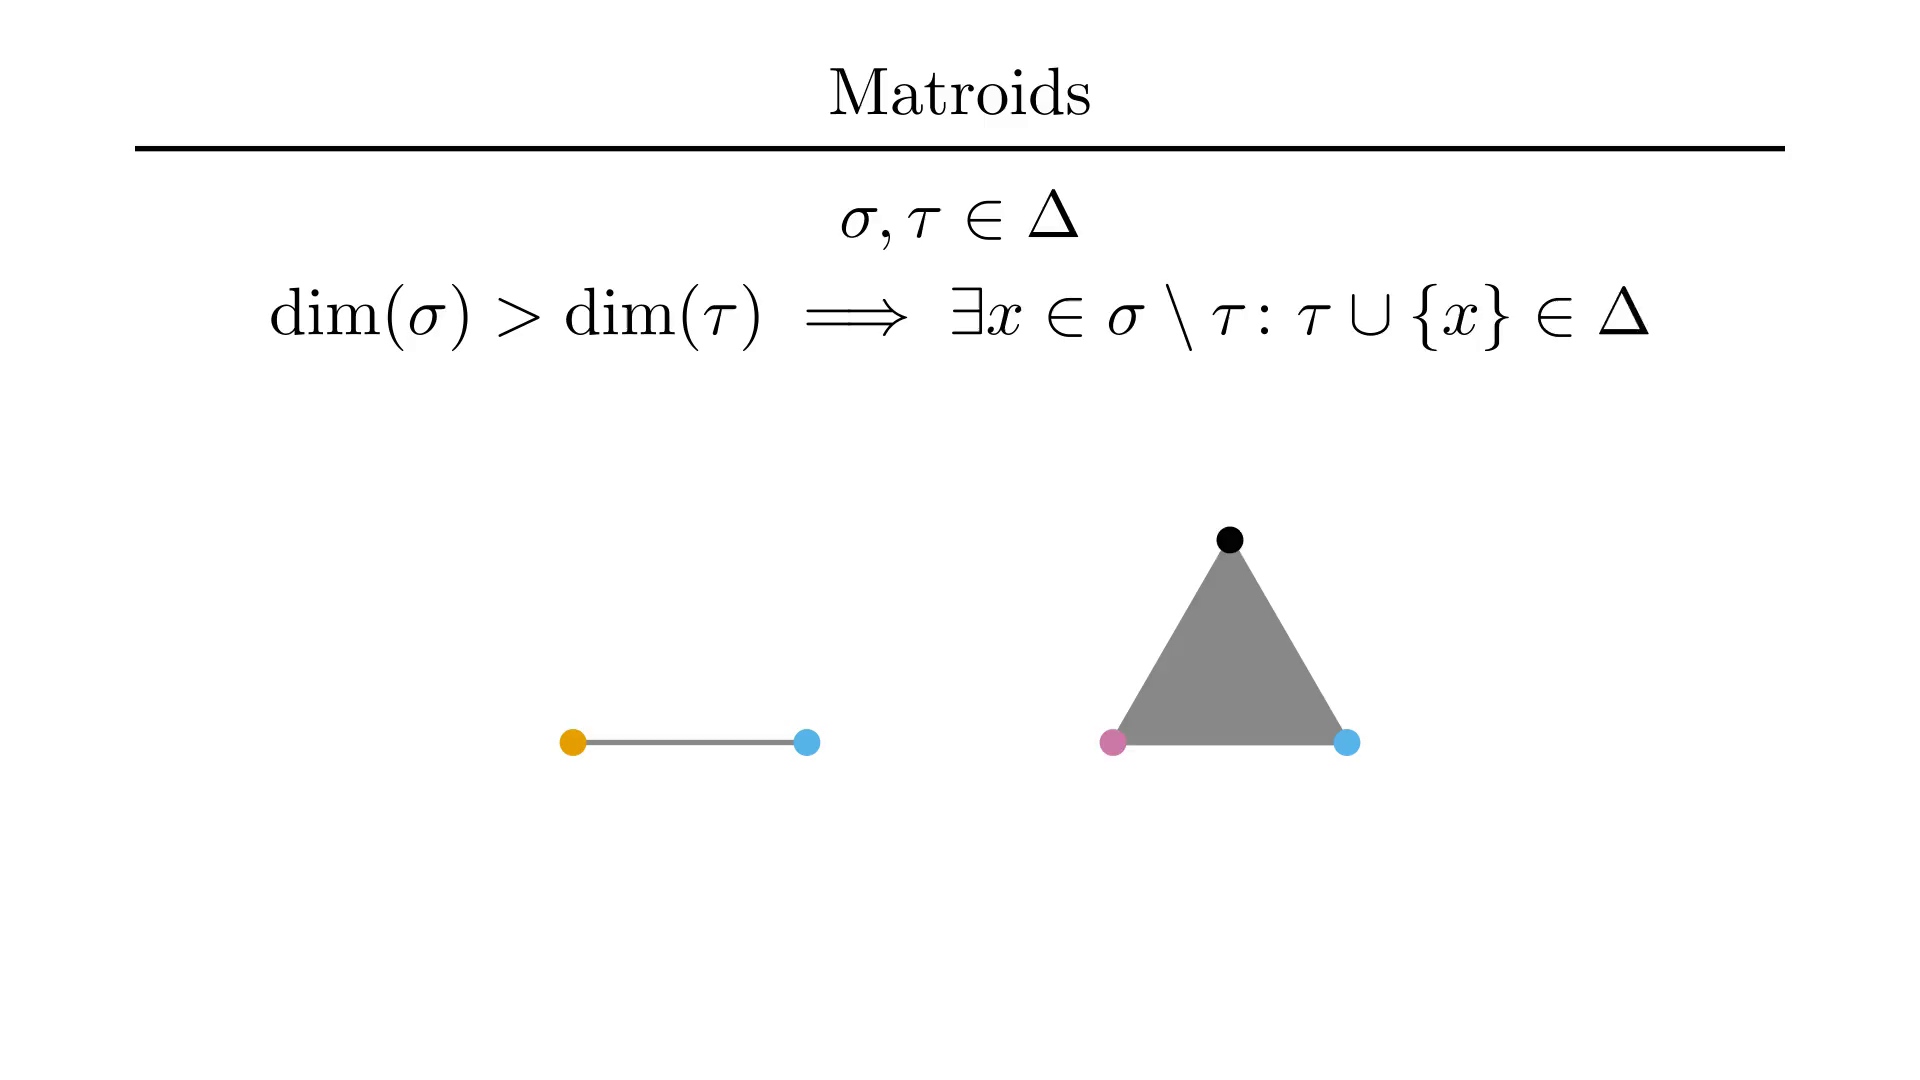 Matroids
σ, τ ∈ Δ
dim(σ) > dim(τ) ⟹ ∃x ∈ σ \ τ : τ ∪ {x} ∈ Δ